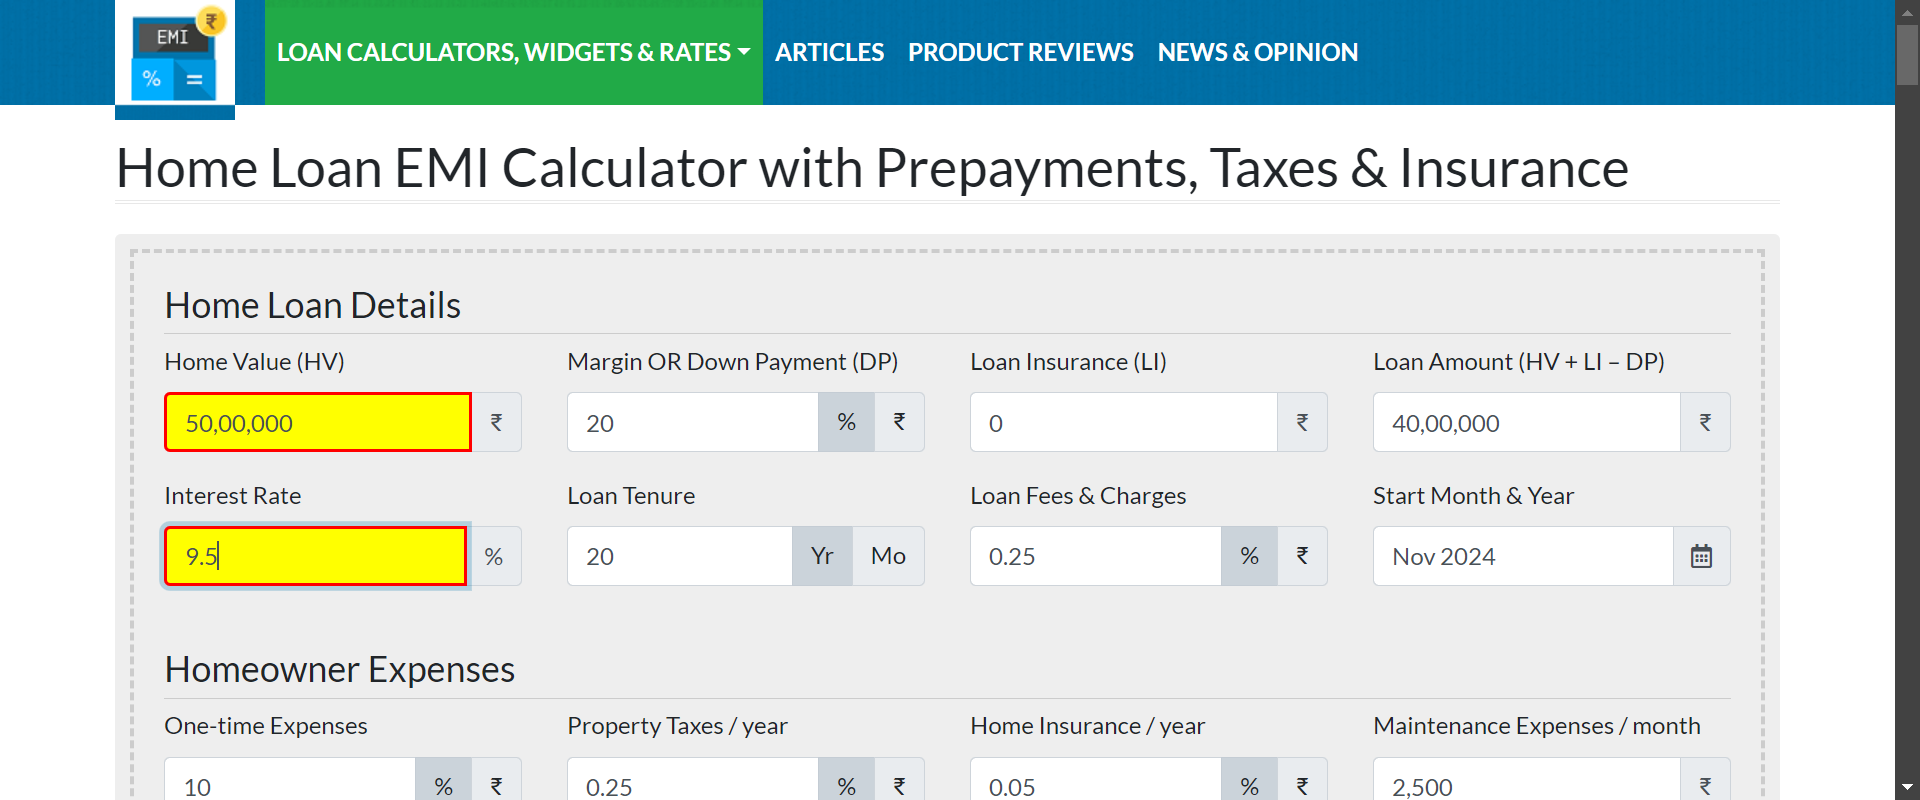 EMI ₹
% =
LOAN CALCULATORS, WIDGETS & RATES ARTICLES PRODUCT REVIEWS NEWS & OPINION
Home Loan EMI Calculator with Prepayments, Taxes & Insurance
Home Loan Details
Home Value (HV) Margin OR Down Payment (DP) Loan Insurance (LI) Loan Amount (HV + LI – DP)
50,00,000 ₹ 20 % ₹ 0 ₹ 40,00,000 ₹
Interest Rate Loan Tenure Loan Fees & Charges Start Month & Year
9.5 % 20 Yr Mo 0.25 % ₹ Nov 2024
Homeowner Expenses
One-time Expenses Property Taxes / year Home Insurance / year Maintenance Expenses / month
10 % ₹ 0.25 % ₹ 0.05 % ₹ 2,500 ₹